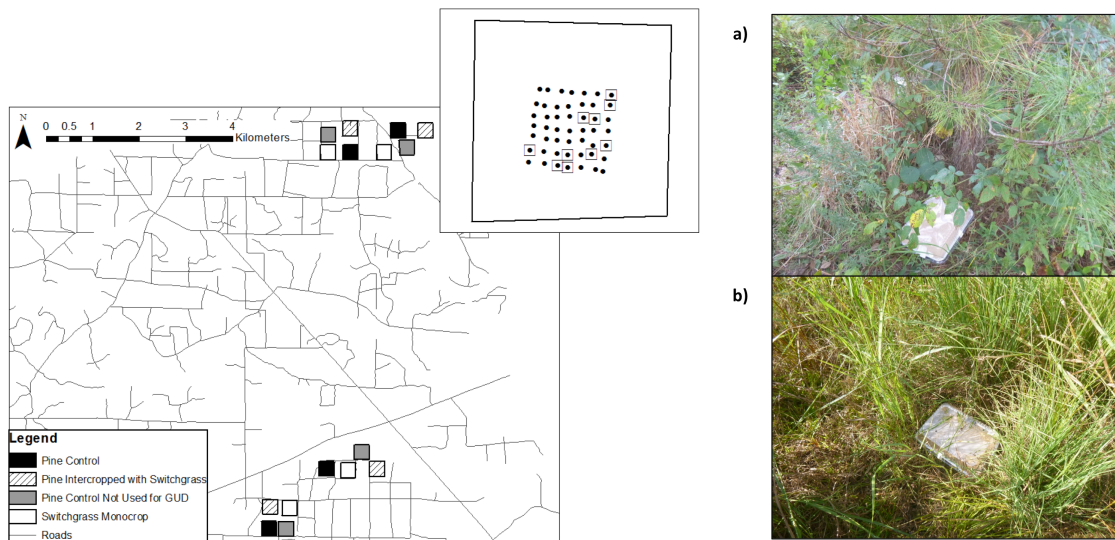 N
0 0.5 1 2 3 4
Kilometers
Legend
Pine Control
Pine Intercropped with Switchgrass
Pine Control Not Used for GUD
Switchgrass Monocrop
Roads
a)
b)